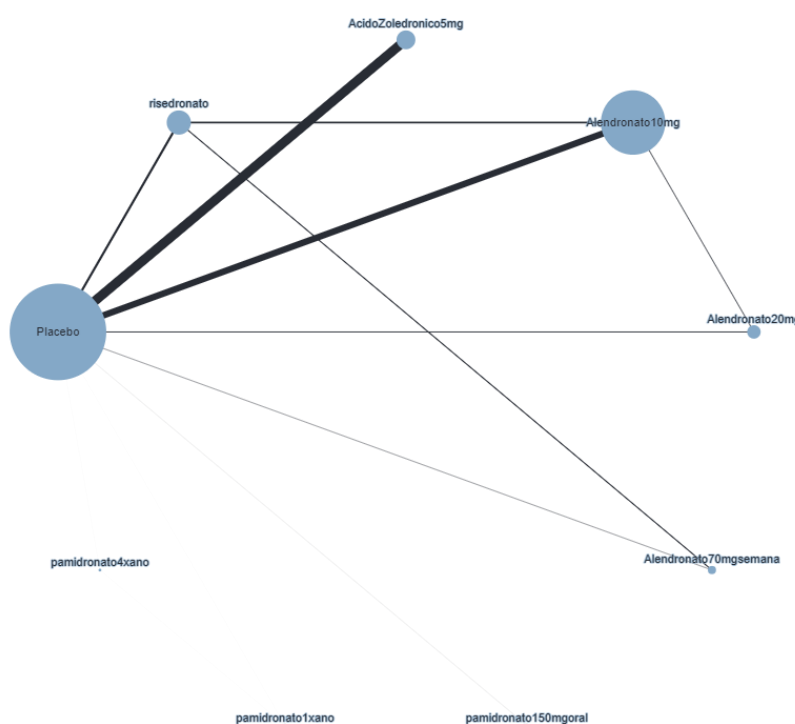 AcidoZoledronico5mg
risedronato
Alendronato10mg
Placebo
Alendronato20mg
pamidronato4xano
Alendronato70mgsemana
pamidronato1xano
pamidronato150mgoral